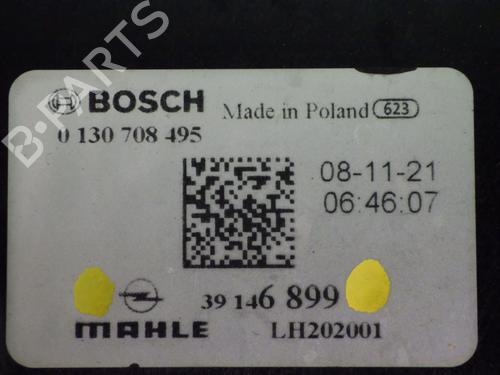 B-PARTS
BOSCH Made in Poland 623
0 130 708 495
08-11-21
06:46:07
39 146 899
MAHLE LH202001